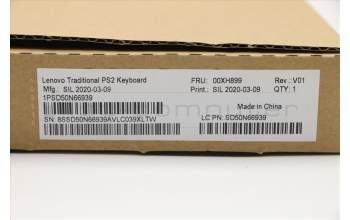 Lenovo Traditional PS2 Keyboard FRU: 00XH899 Rev.: V01
Mfg.: SIL 2020-03-09 Print.: SIL 2020-03-09 QTY: 1
1PSD50N66939
Made in China
SN: 8SSD50N66939AVLC039XLTW LC PN: SD50N66939